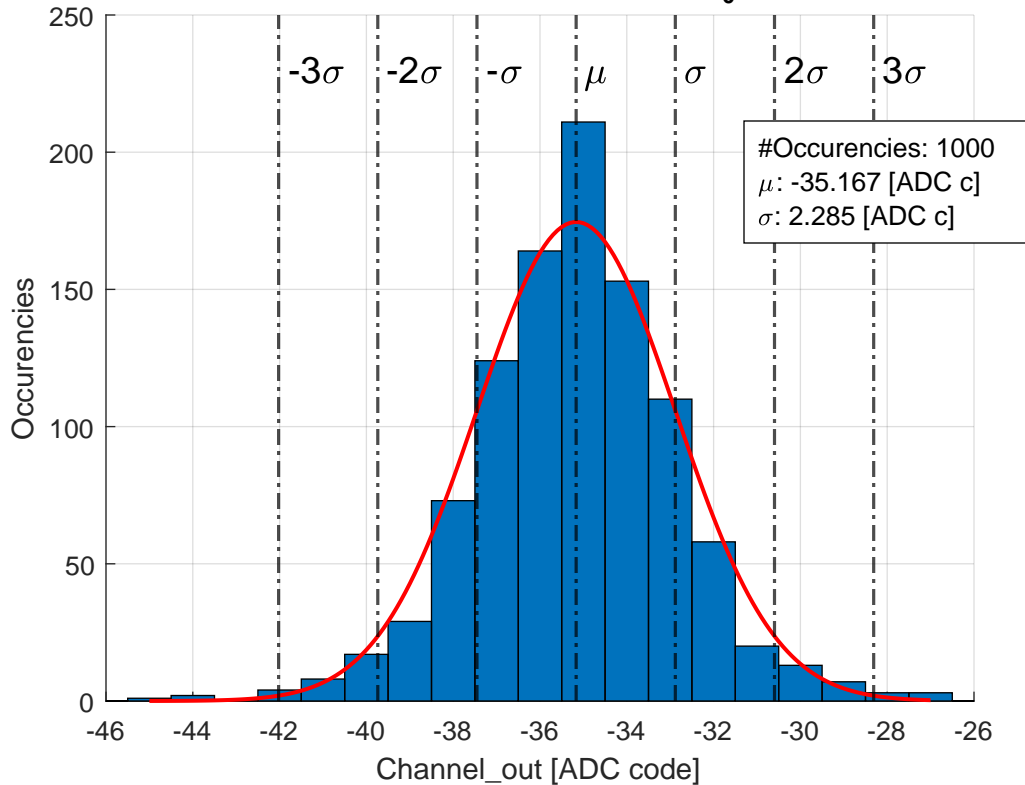 250
200
150
100
50
0
-3σ
-2σ
-σ
μ
σ
2σ
3σ
#Occurencies: 1000
μ: -35.167 [ADC c]
σ: 2.285 [ADC c]
Occurencies
-46
-44
-42
-40
-38
-36
-34
-32
-30
-28
-26
Channel_out [ADC code]